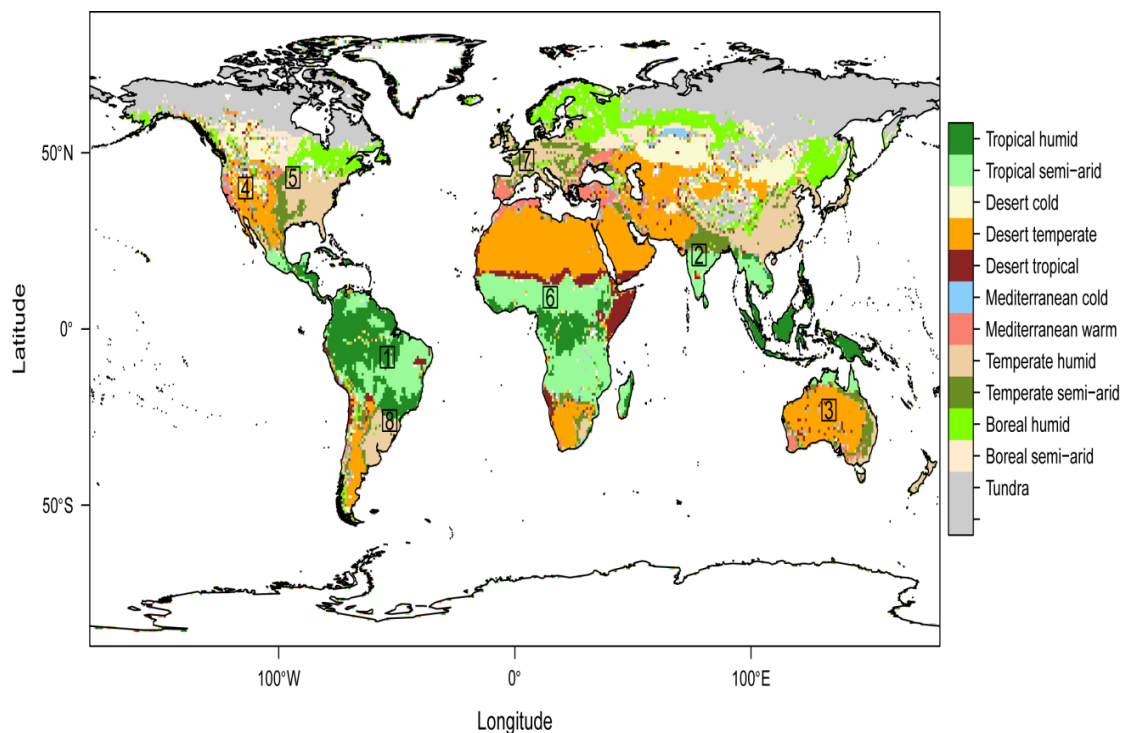 Tropical humid
Tropical semi−arid
Desert cold
Desert temperate
Desert tropical
Mediterranean cold
Mediterranean warm
Temperate humid
Temperate semi−arid
Boreal humid
Boreal semi−arid
Tundra
50°N
0°
50°S
Latitude
4
5
7
2
6
1
3
8
100°W
0°
100°E
Longitude